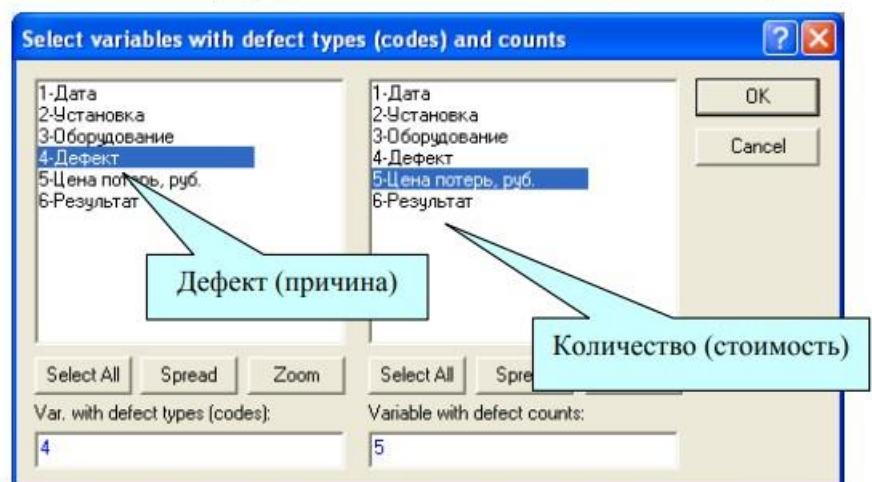 Select variables with defect types (codes) and counts
1-Дата
2-Установка
3-Оборудование
4-Дефект
5-Цена потерь, руб.
6-Результат
1-Дата
2-Установка
3-Оборудование
4-Дефект
5-Цена потерь, руб.
6-Результат
OK
Cancel
Дефект (причина)
Количество (стоимость)
Select All
Spread
Zoom
Select All
Spre
Var. with defect types (codes):
Variable with defect counts:
4
5